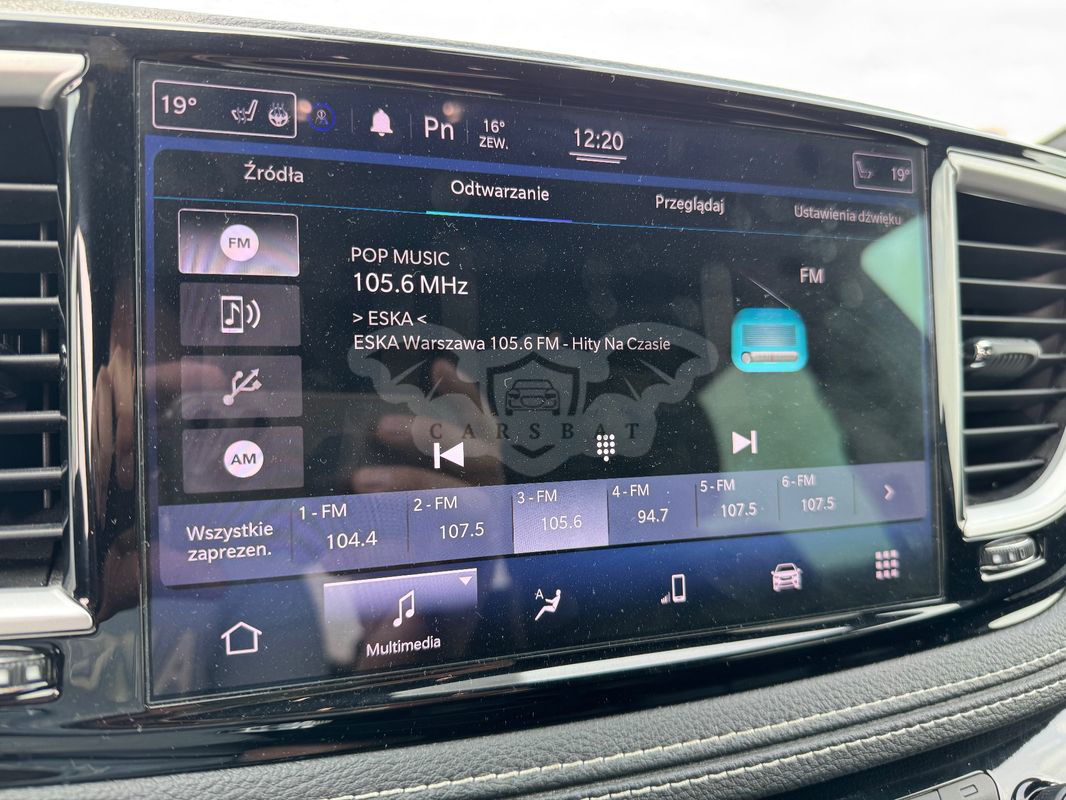 19°
Pn
16°
ZEW.
12:20
19°
Źródła
Odtwarzanie
Przeglądaj
Ustawienia dźwięku
FM
AM
POP MUSIC
105.6 MHz
> ESKA <
ESKA Warszawa 105.6 FM - Hity Na Czasie
FM
CARSBAT
Wszystkie
zaprezen.
1 - FM
104.4
2 - FM
107.5
3 - FM
105.6
4 - FM
94.7
5 - FM
107.5
6 - FM
107.5
Multimedia
A